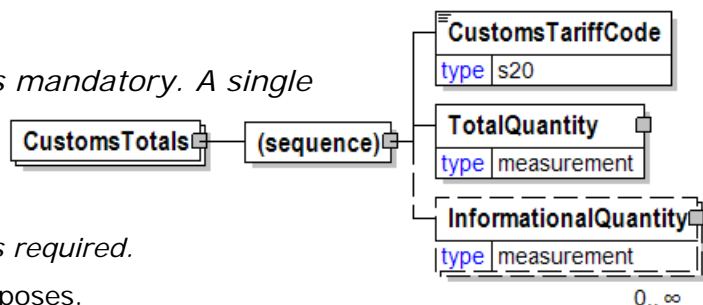 CustomsTariffCode
type s20
s mandatory. A single
TotalQuantity
CustomsTotals (sequence)
type measurement
InformationalQuantity
s required.
type measurement
poses.
0..∞